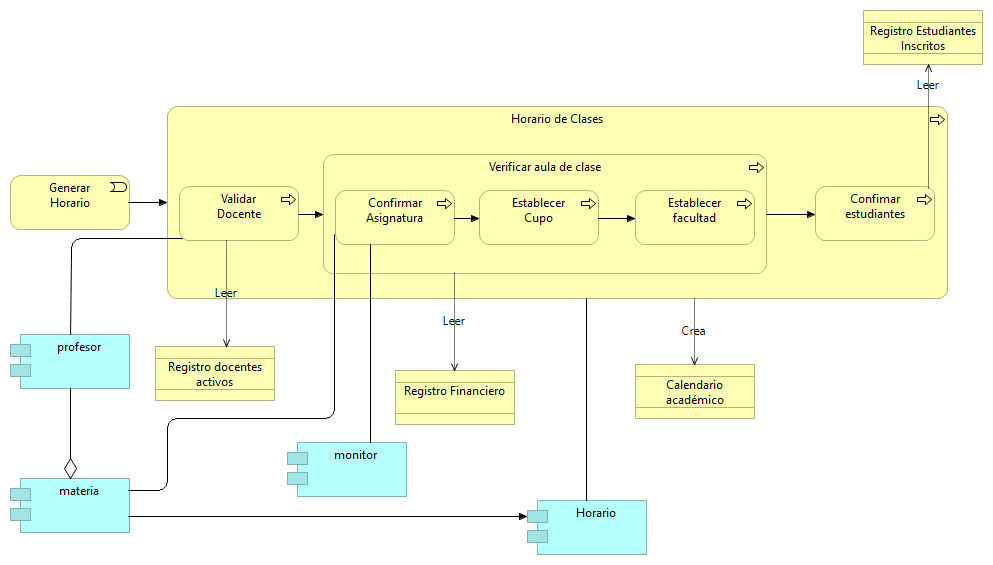 Registro Estudiantes
Inscritos
Leer
Horario de Clases
Verificar aula de clase
Generar
Horario
Validar
Docente
Confirmar
Asignatura
Establecer
Cupo
Establecer
facultad
Confimar
estudiantes
Leer
Leer
Crea
profesor
Registro docentes
activos
Registro Financiero
Calendario
académico
monitor
materia
Horario